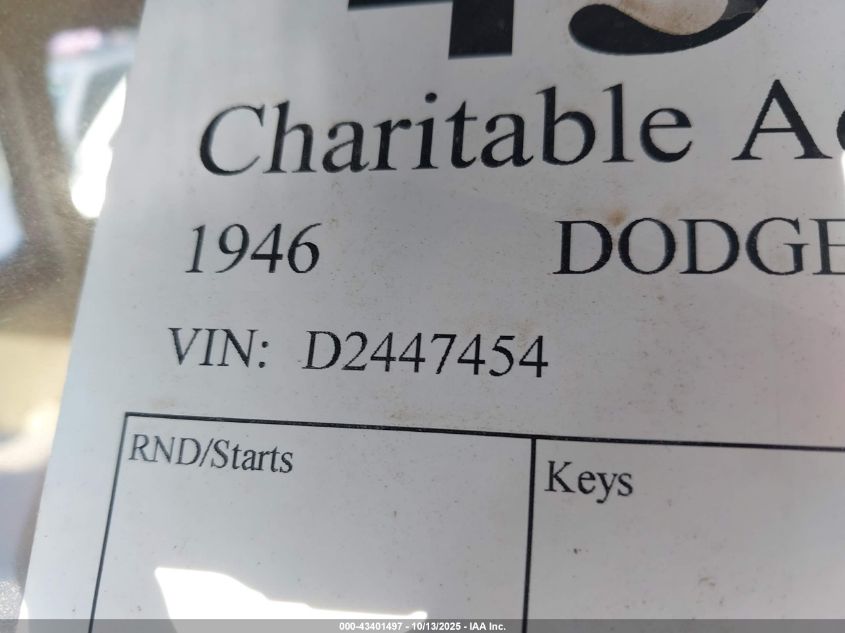 Charitable
1946 DODGE
VIN: D2447454
RND/Starts
Keys
000-43401497 - 10/13/2025 - IAA Inc.